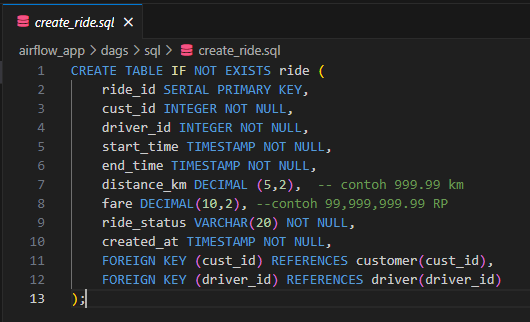 create_ride.sql ×
airflow_app > dags > sql > create_ride.sql
1 CREATE TABLE IF NOT EXISTS ride (
2 ride_id SERIAL PRIMARY KEY,
3 cust_id INTEGER NOT NULL,
4 driver_id INTEGER NOT NULL,
5 start_time TIMESTAMP NOT NULL,
6 end_time TIMESTAMP NOT NULL,
7 distance_km DECIMAL (5,2),  -- contoh 999.99 km
8 fare DECIMAL(10,2), --contoh 99,999,999.99 RP
9 ride_status VARCHAR(20) NOT NULL,
10 created_at TIMESTAMP NOT NULL,
11 FOREIGN KEY (cust_id) REFERENCES customer(cust_id),
12 FOREIGN KEY (driver_id) REFERENCES driver(driver_id)
13 );